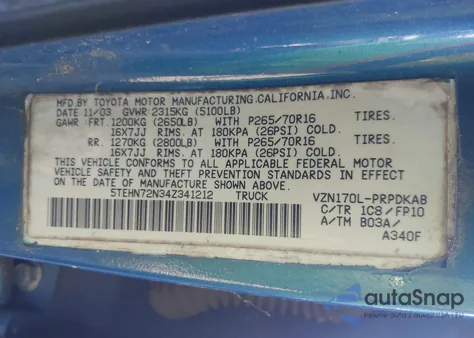 MFD.BY TOYOTA MOTOR MANUFACTURING.CALIFORNIA.INC.
DATE 11/03 GVWR 2315KG (5100LB)
GAWR FRT.1200KG (2650LB) WITH P265/70R16 TIRES.
16X7JJ RIMS. AT 180KPA (26PSI) COLD.
RR. 1270KG (2800LB) WITH P265/70R16 TIRES.
16X7JJ RIMS. AT 180KPA (26PSI) COLD.
THIS VEHICLE CONFORMS TO ALL APPLICABLE FEDERAL MOTOR
VEHICLE SAFETY AND THEFT PREVENTION STANDARDS IN EFFECT
ON THE DATE OF MANUFACTURE SHOWN ABOVE.
5TEHN72N34Z341212 TRUCK VZN170L-PRPDKAB
C/TR 1C8/FP10
A/TM B03A/
A340F
autoSnap